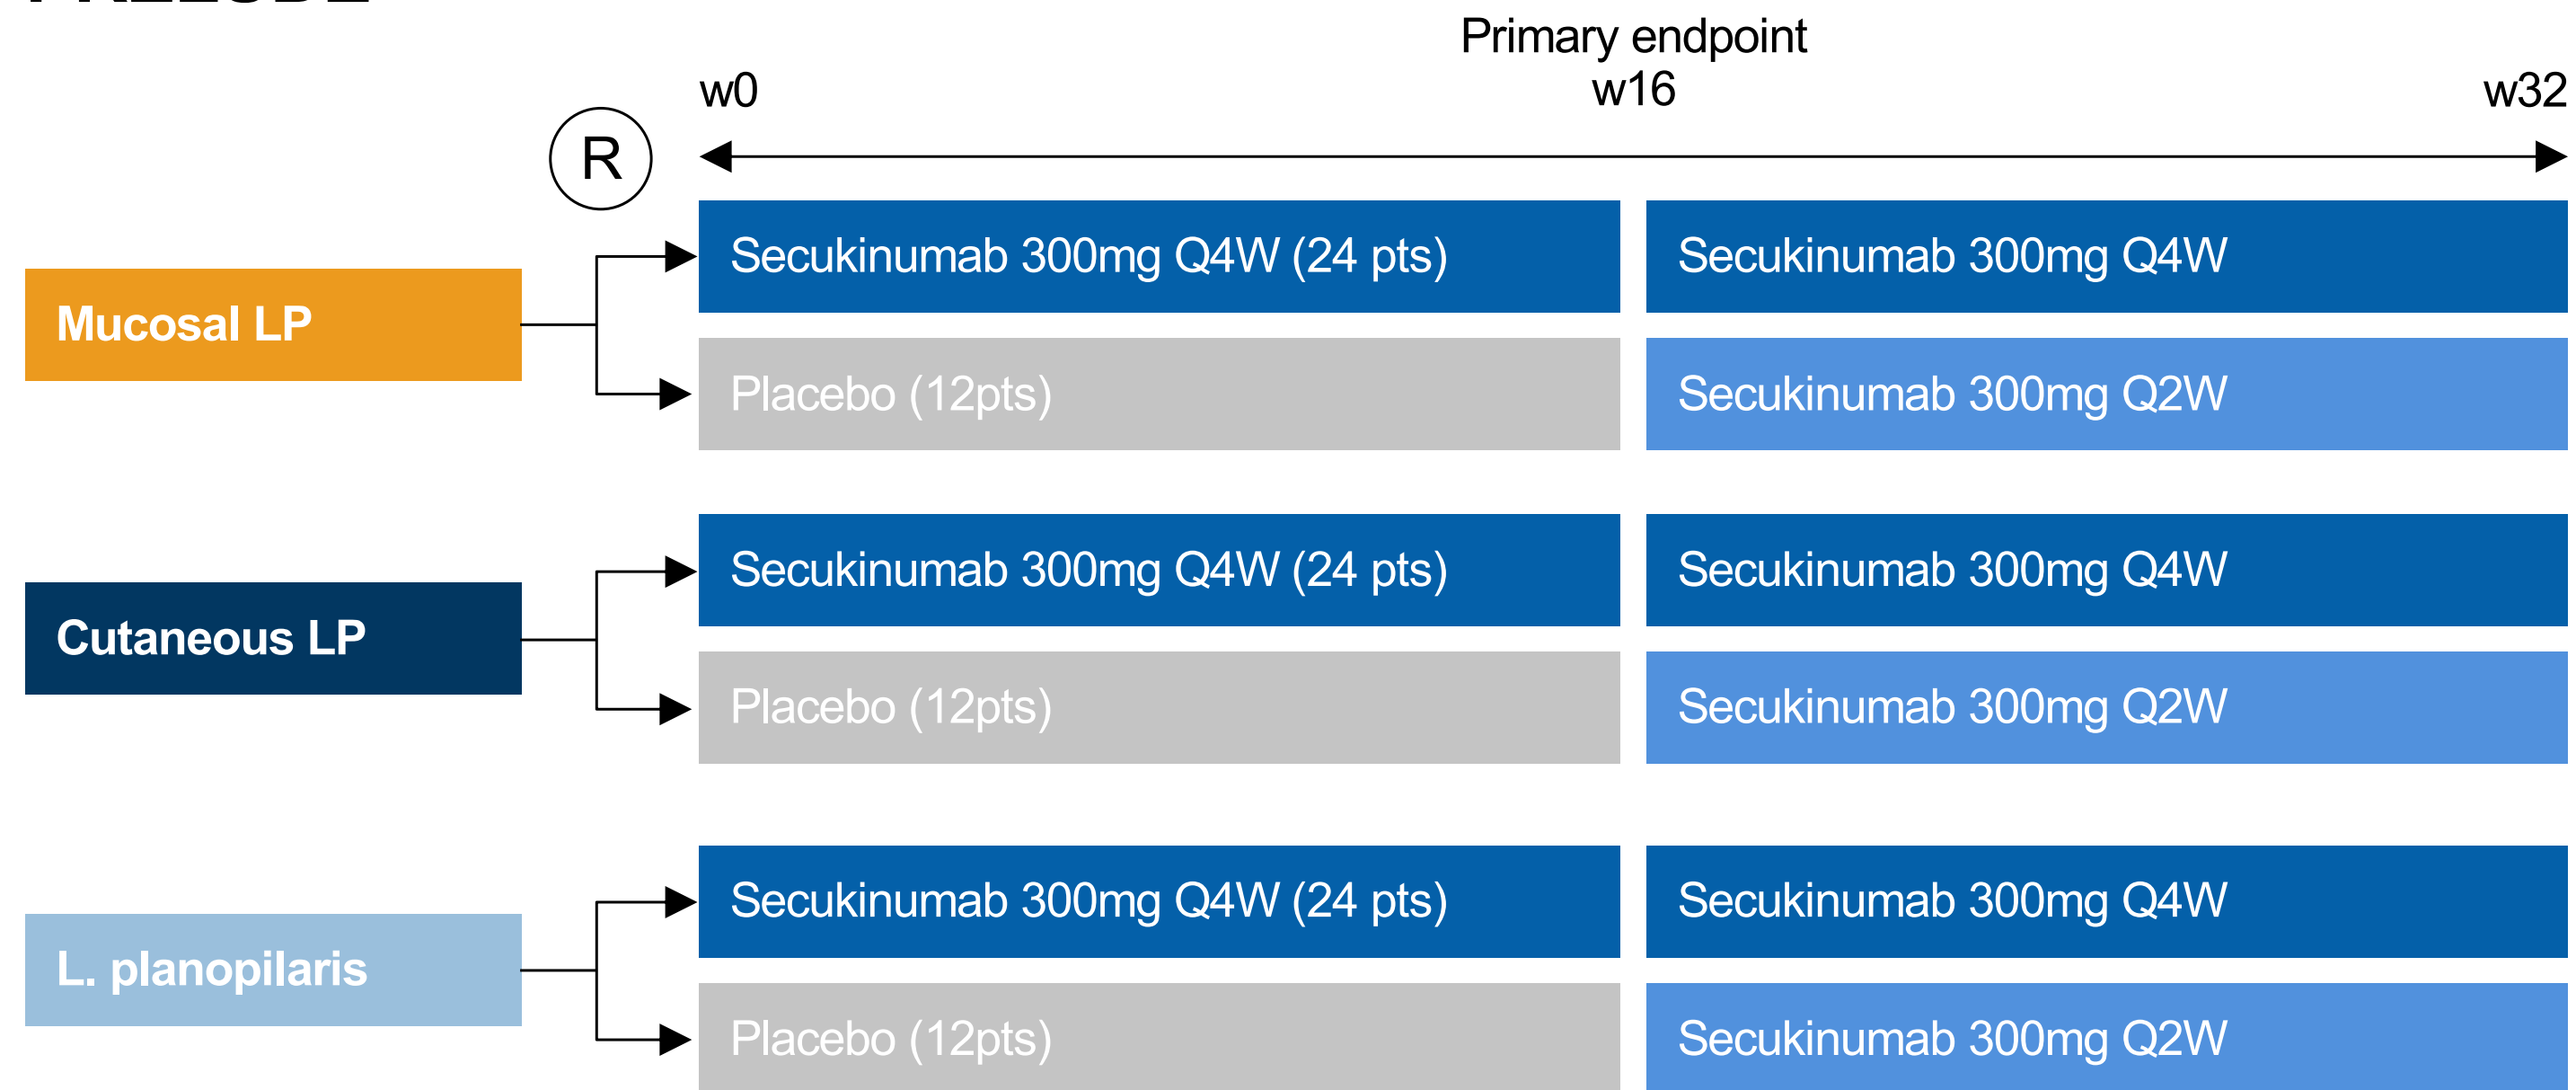 PRELUDE
Primary endpoint
w0 w16 w32
R
Mucosal LP
Secukinumab 300mg Q4W (24 pts) Secukinumab 300mg Q4W
Placebo (12pts) Secukinumab 300mg Q2W
Cutaneous LP
Secukinumab 300mg Q4W (24 pts) Secukinumab 300mg Q4W
Placebo (12pts) Secukinumab 300mg Q2W
L. planopilaris
Secukinumab 300mg Q4W (24 pts) Secukinumab 300mg Q4W
Placebo (12pts) Secukinumab 300mg Q2W